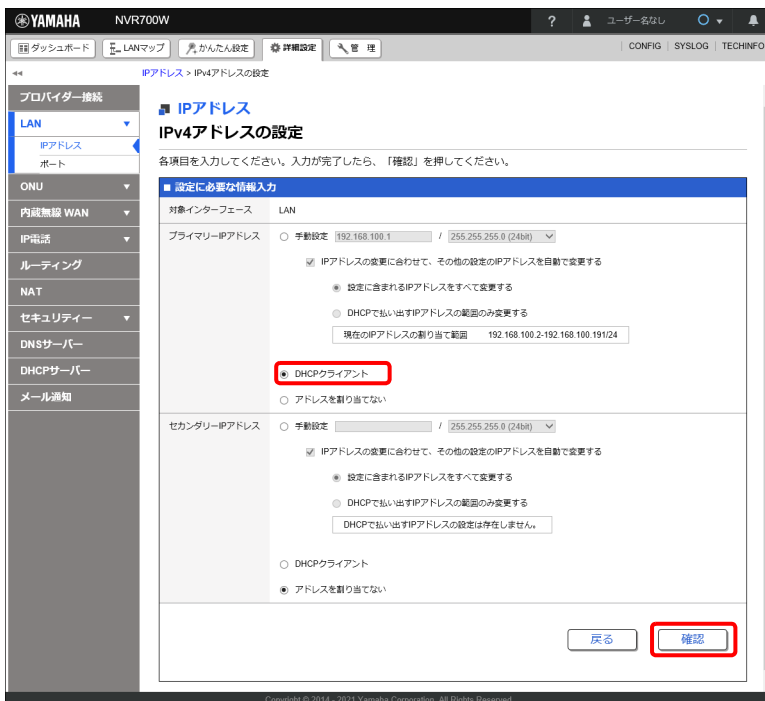 YAMAHA NVR700W ? ユーザー名なし
ダッシュボード LANマップ かんたん設定 詳細設定 管 理 CONFIG SYSLOG TECHINFO
IPアドレス > IPv4アドレスの設定
プロバイダー接続
LAN
IPアドレス
ポート
ONU
内蔵無線 WAN
IP電話
ルーティング
NAT
セキュリティー
DNSサーバー
DHCPサーバー
メール通知
IPアドレス
IPv4アドレスの設定
各項目を入力してください。入力が完了したら、「確認」を押してください。
■ 設定に必要な情報入力
対象インターフェース LAN
プライマリーIPアドレス 手動設定 192.168.100.1 / 255.255.255.0 (24bit)
IPアドレスの変更に合わせて、その他の設定のIPアドレスを自動で変更する
設定に含まれるIPアドレスをすべて変更する
DHCPで払い出すIPアドレスの範囲のみ変更する
現在のIPアドレスの割り当て範囲 192.168.100.2-192.168.100.191/24
DHCPクライアント
アドレスを割り当てない
セカンダリーIPアドレス 手動設定 / 255.255.255.0 (24bit)
IPアドレスの変更に合わせて、その他の設定のIPアドレスを自動で変更する
設定に含まれるIPアドレスをすべて変更する
DHCPで払い出すIPアドレスの範囲のみ変更する
DHCPで払い出すIPアドレスの設定は存在しません。
DHCPクライアント
アドレスを割り当てない
戻る 確認
Copyright © 2014 - 2021 Yamaha Corporation. All Rights Reserved.